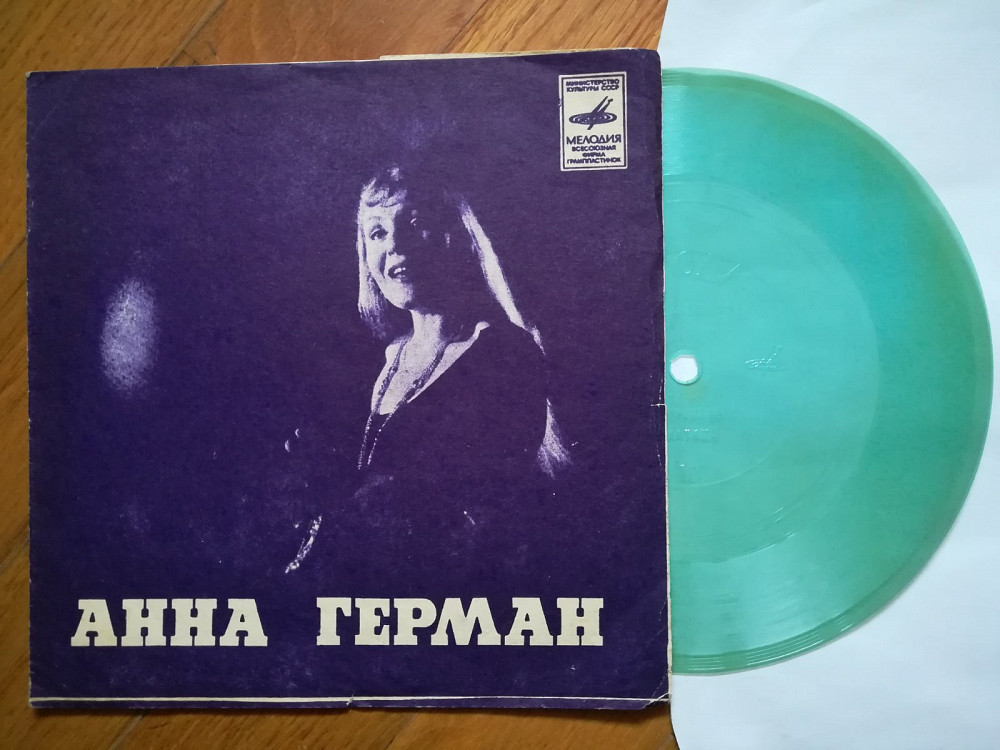 МИНИСТЕРСТВО
КУЛЬТУРЫ СССР
МЕЛОДИЯ
ВСЕСОЮЗНАЯ
ФИРМА
ГРАМПЛАСТИНОК
АННА ГЕРМАН